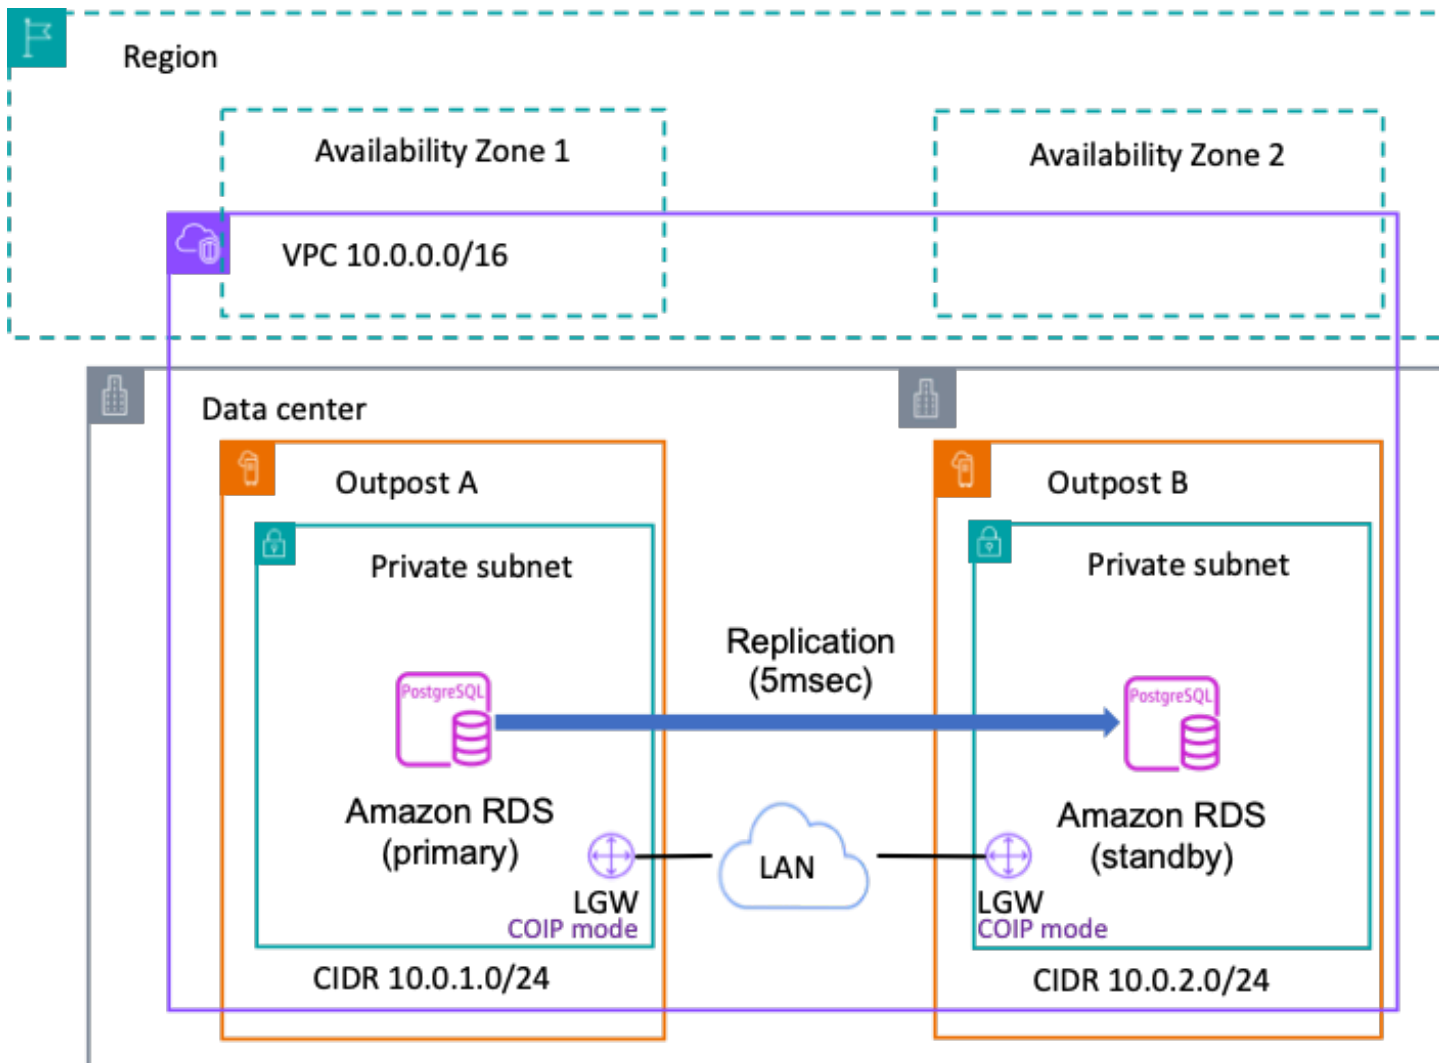 Region
Availability Zone 1
Availability Zone 2
VPC 10.0.0.0/16
Data center
Outpost A
Outpost B
Private subnet
Private subnet
Replication
(5msec)
PostgreSQL
PostgreSQL
Amazon RDS
(primary)
Amazon RDS
(standby)
LAN
LGW
COIP mode
LGW
COIP mode
CIDR 10.0.1.0/24
CIDR 10.0.2.0/24